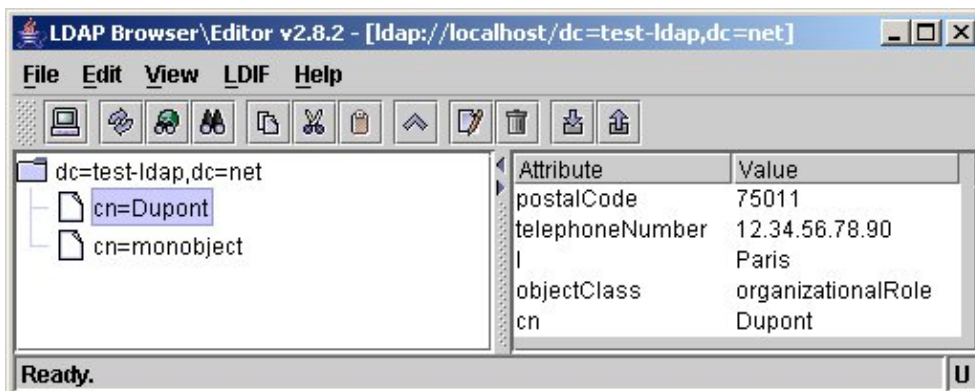 LDAP Browser\Editor v2.8.2 - [ldap://localhost/dc=test-ldap,dc=net]
File Edit View LDIF Help
dc=test-ldap,dc=net
cn=Dupont
cn=monobject
Attribute Value
postalCode 75011
telephoneNumber 12.34.56.78.90
l Paris
objectClass organizationalRole
cn Dupont
Ready. U